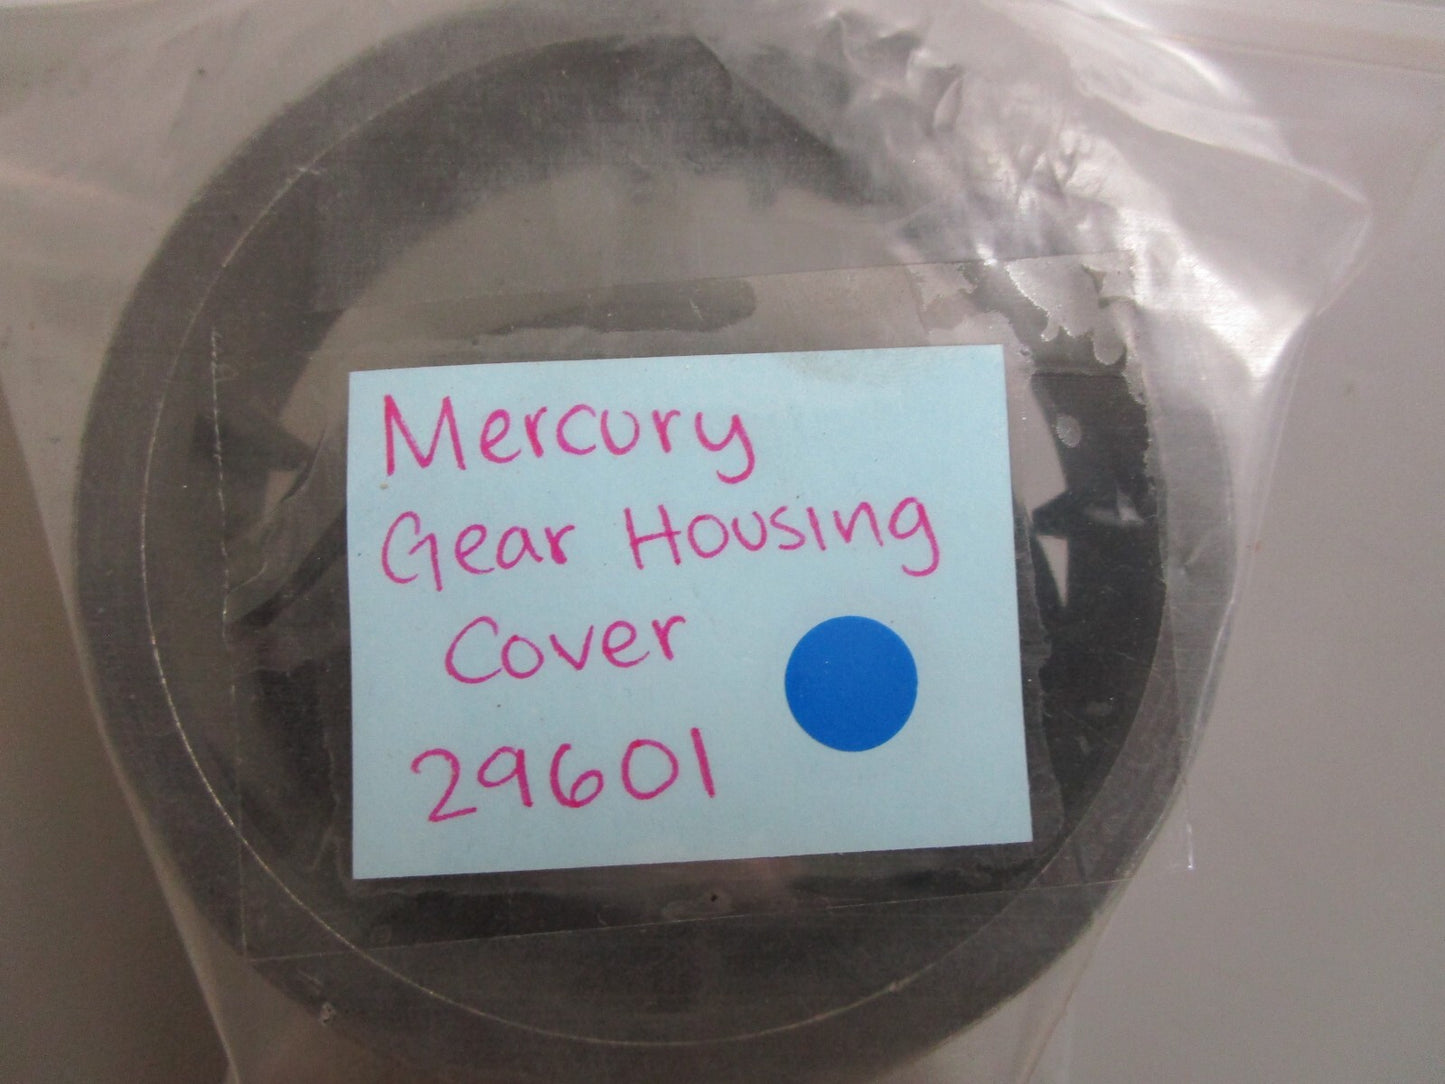 Mercury
Gear Housing
Cover
29601